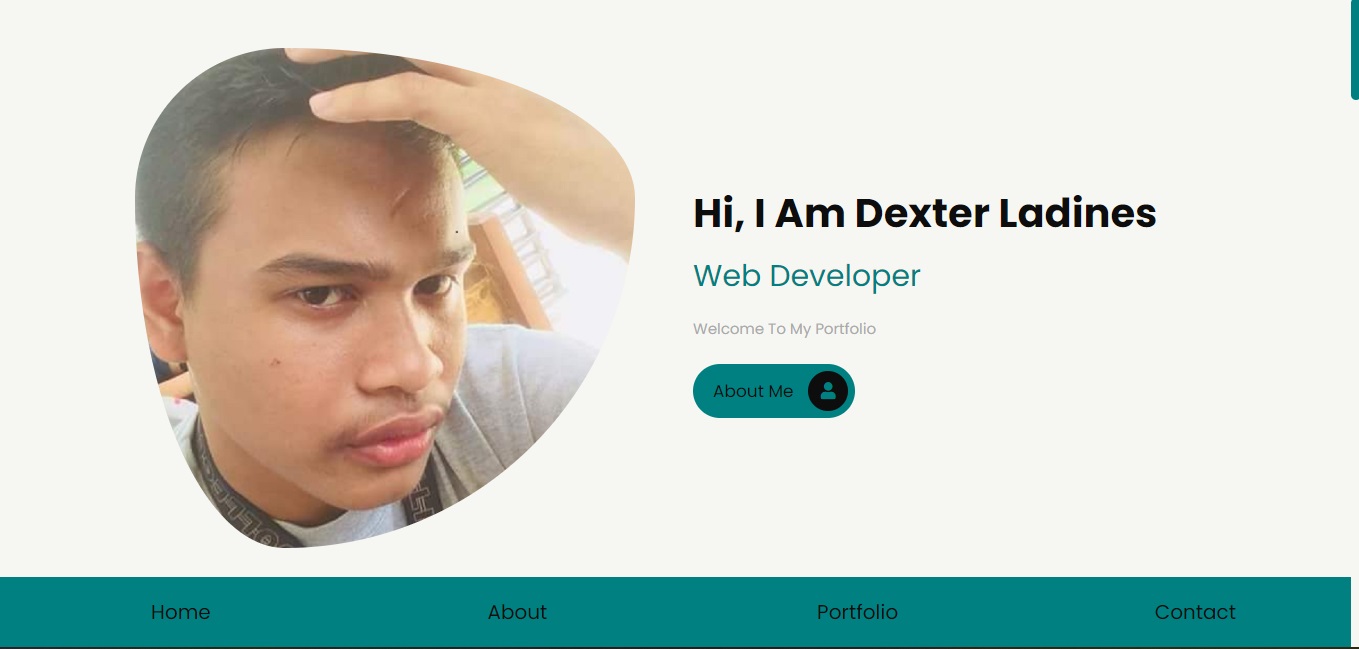 Hi, I Am Dexter Ladines
Web Developer
Welcome To My Portfolio
About Me
Home
About
Portfolio
Contact